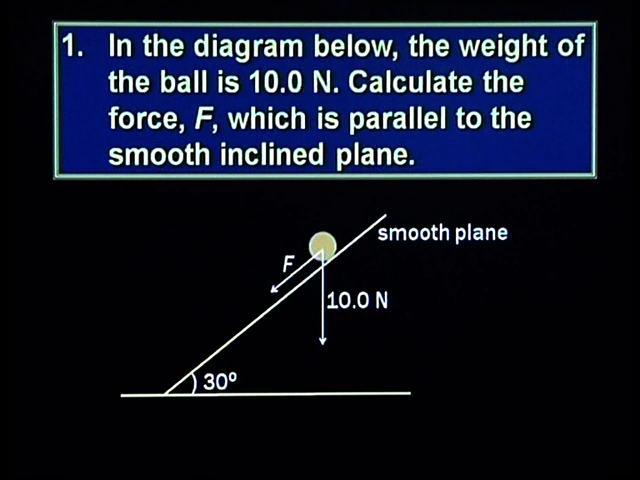 1. In the diagram below, the weight of
the ball is 10.0 N. Calculate the
force, F, which is parallel to the
smooth inclined plane.
smooth plane
F
10.0 N
30º